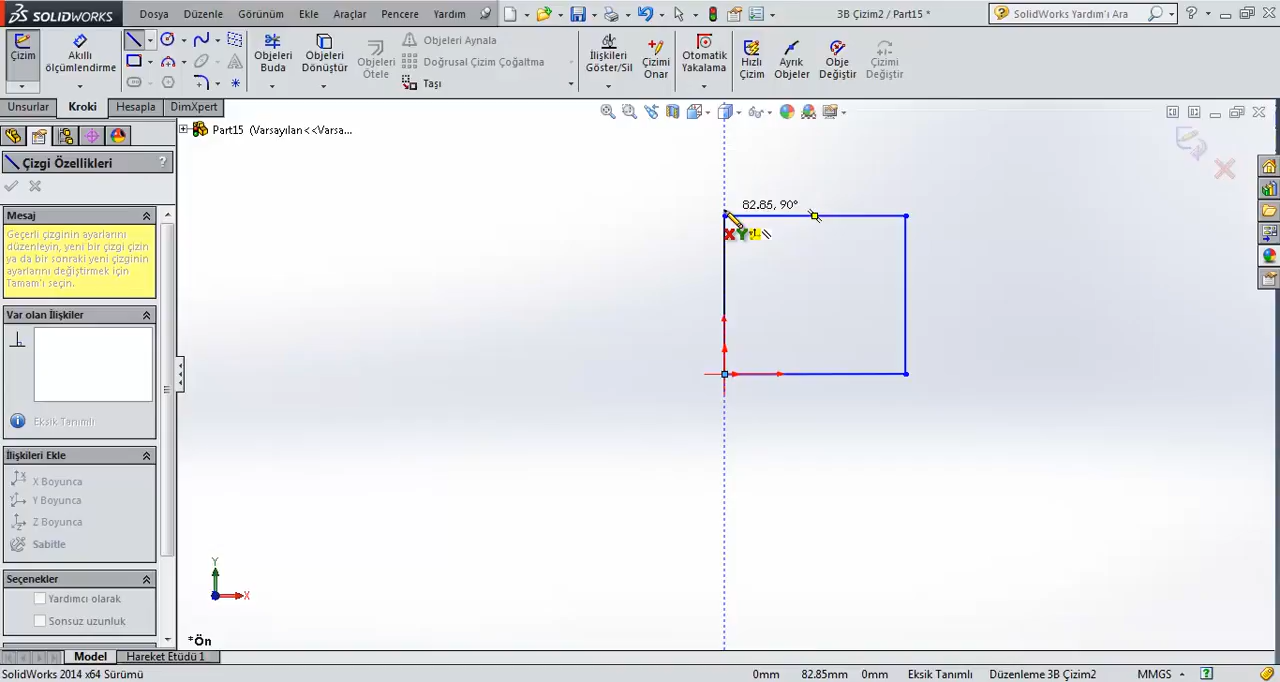 SOLIDWORKS
Dosya Düzenle Görünüm Ekle Araçlar Pencere Yardım
3B Çizim2 / Part15 *
SolidWorks Yardım'ı Ara
Çizim
Akıllı ölçümlendirme
Objeleri Buda
Objeleri Dönüştür
Objeleri Ötele
Objeleri Aynala
Doğrusal Çizim Çoğaltma
Taşı
İlişkileri Göster/Sil
Çizimi Onar
Otomatik Yakalama
Hızlı Çizim
Ayrık Objeler
Obje Değiştir
Çizimi Değiştir
Unsurlar Kroki Hesapla DimXpert
Part15 (Varsayılan<<Varsa...
Çizgi Özellikleri ?
Mesaj
Geçerli çizginin ayarlarını
düzenleyin, yeni bir çizgi çizin
ya da bir sonraki yeni çizginin
ayarlarını değiştirmek için
Tamam'ı seçin.
82.85, 90°
X Y
Var olan İlişkiler
Eksik Tanımlı
İlişkileri Ekle
X Boyunca
Y Boyunca
Z Boyunca
Sabitle
Seçenekler
Yardımcı olarak
Sonsuz uzunluk
Y
X
*Ön
Model Hareket Etüdü 1
SolidWorks 2014 x64 Sürümü
0mm 82.85mm 0mm Eksik Tanımlı Düzenleme 3B Çizim2 MMGS ?